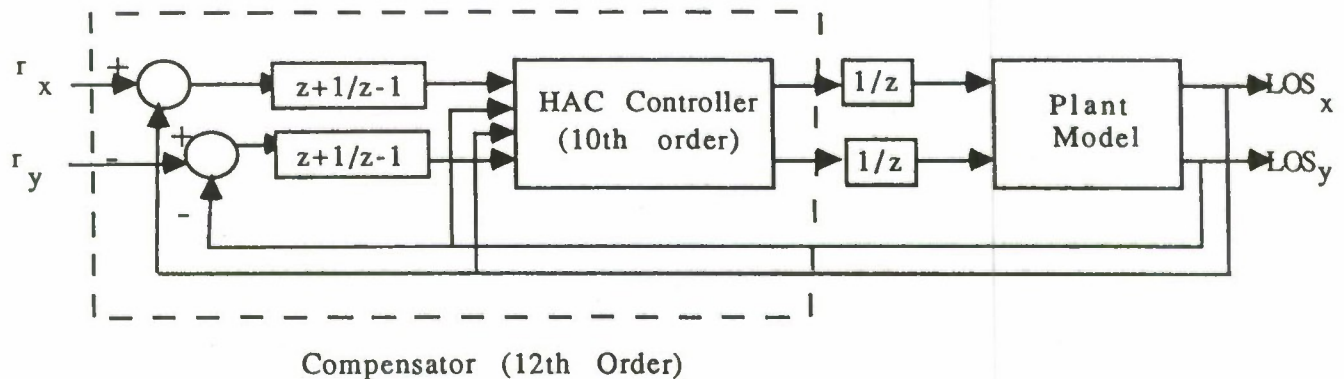 r x
+
z+1/z-1
HAC Controller
(10th order)
1/z
Plant
Model
LOS x
r y
-
+
z+1/z-1
1/z
LOS y
-
Compensator (12th Order)